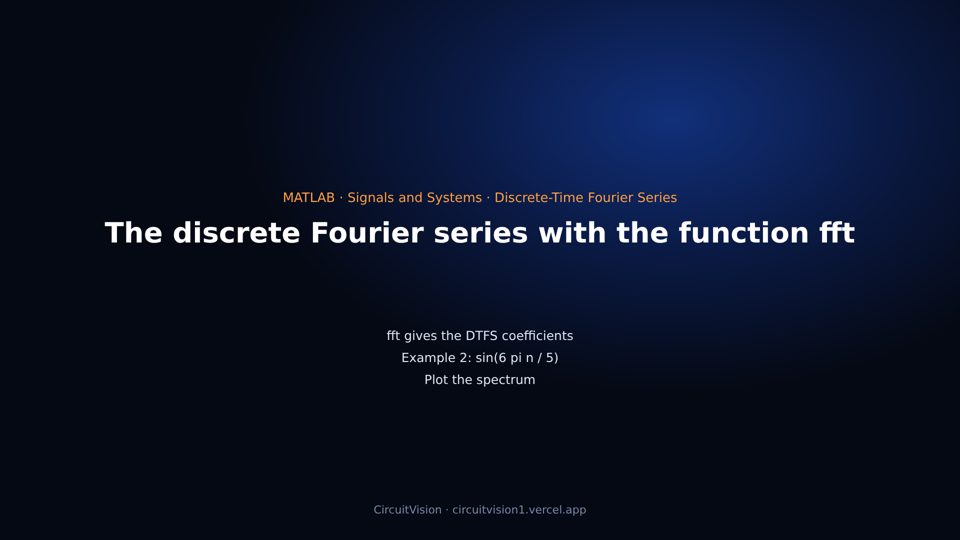 MATLAB · Signals and Systems · Discrete-Time Fourier Series
The discrete Fourier series with the function fft
fft gives the DTFS coefficients
Example 2: sin(6 pi n / 5)
Plot the spectrum
CircuitVision · circuitvision1.vercel.app